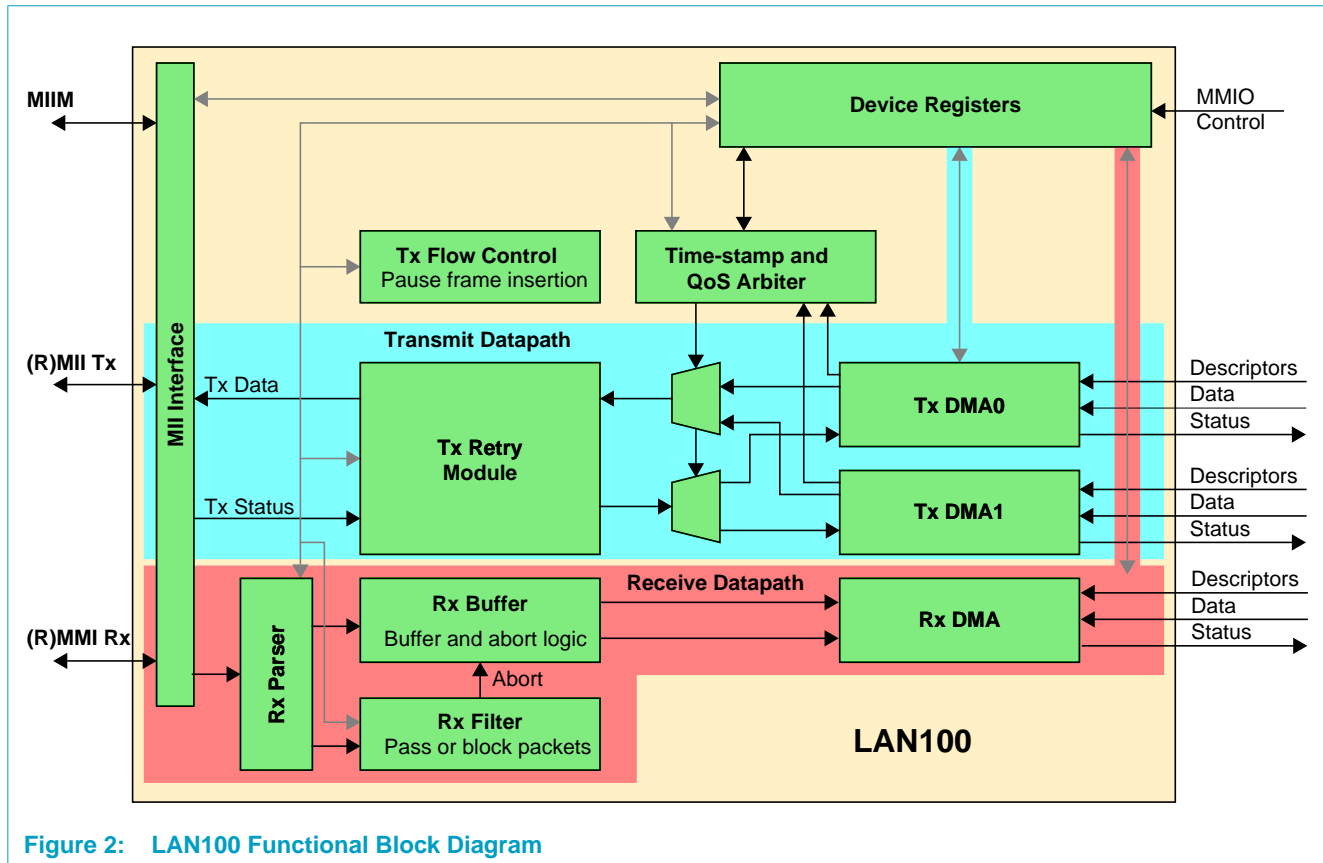 MIIM
Device Registers
MMIO
Control
Tx Flow Control
Pause frame insertion
Time-stamp and
QoS Arbiter
MII Interface
Transmit Datapath
(R)MII Tx
Tx Data
Tx Retry
Module
Tx Status
Tx DMA0
Descriptors
Data
Status
Tx DMA1
Descriptors
Data
Status
Receive Datapath
(R)MMI Rx
Rx Parser
Rx Buffer
Buffer and abort logic
Abort
Rx Filter
Pass or block packets
Rx DMA
Descriptors
Data
Status
LAN100
Figure 2: LAN100 Functional Block Diagram